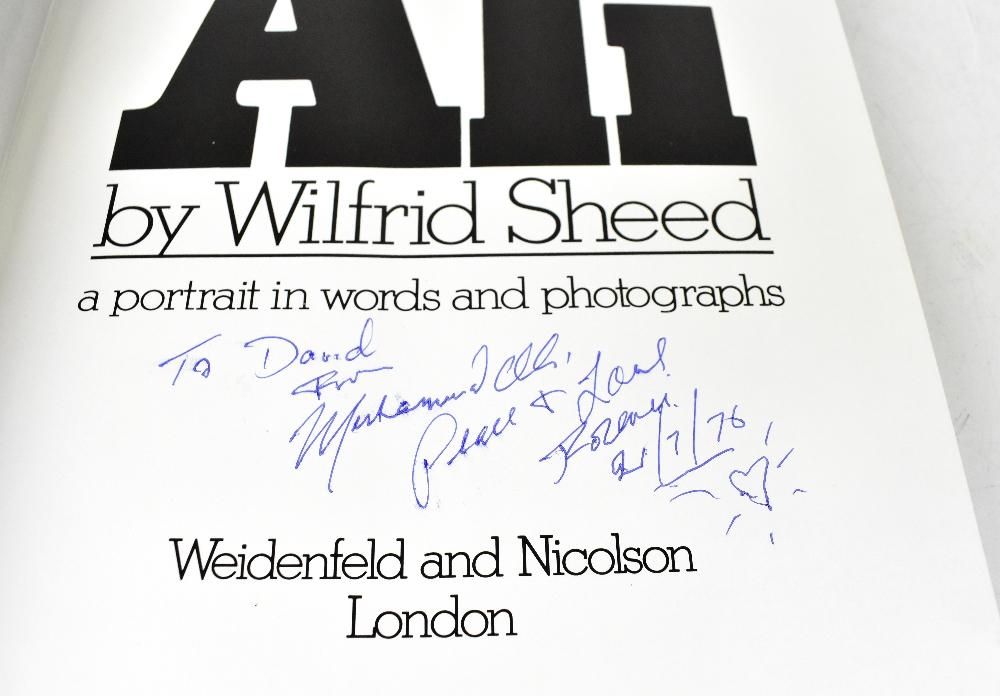 ALi
by Wilfrid Sheed
a portrait in words and photographs
To David
From
Muhammad Ali
Peace + Love
Forever
7/76
Weidenfeld and Nicolson
London